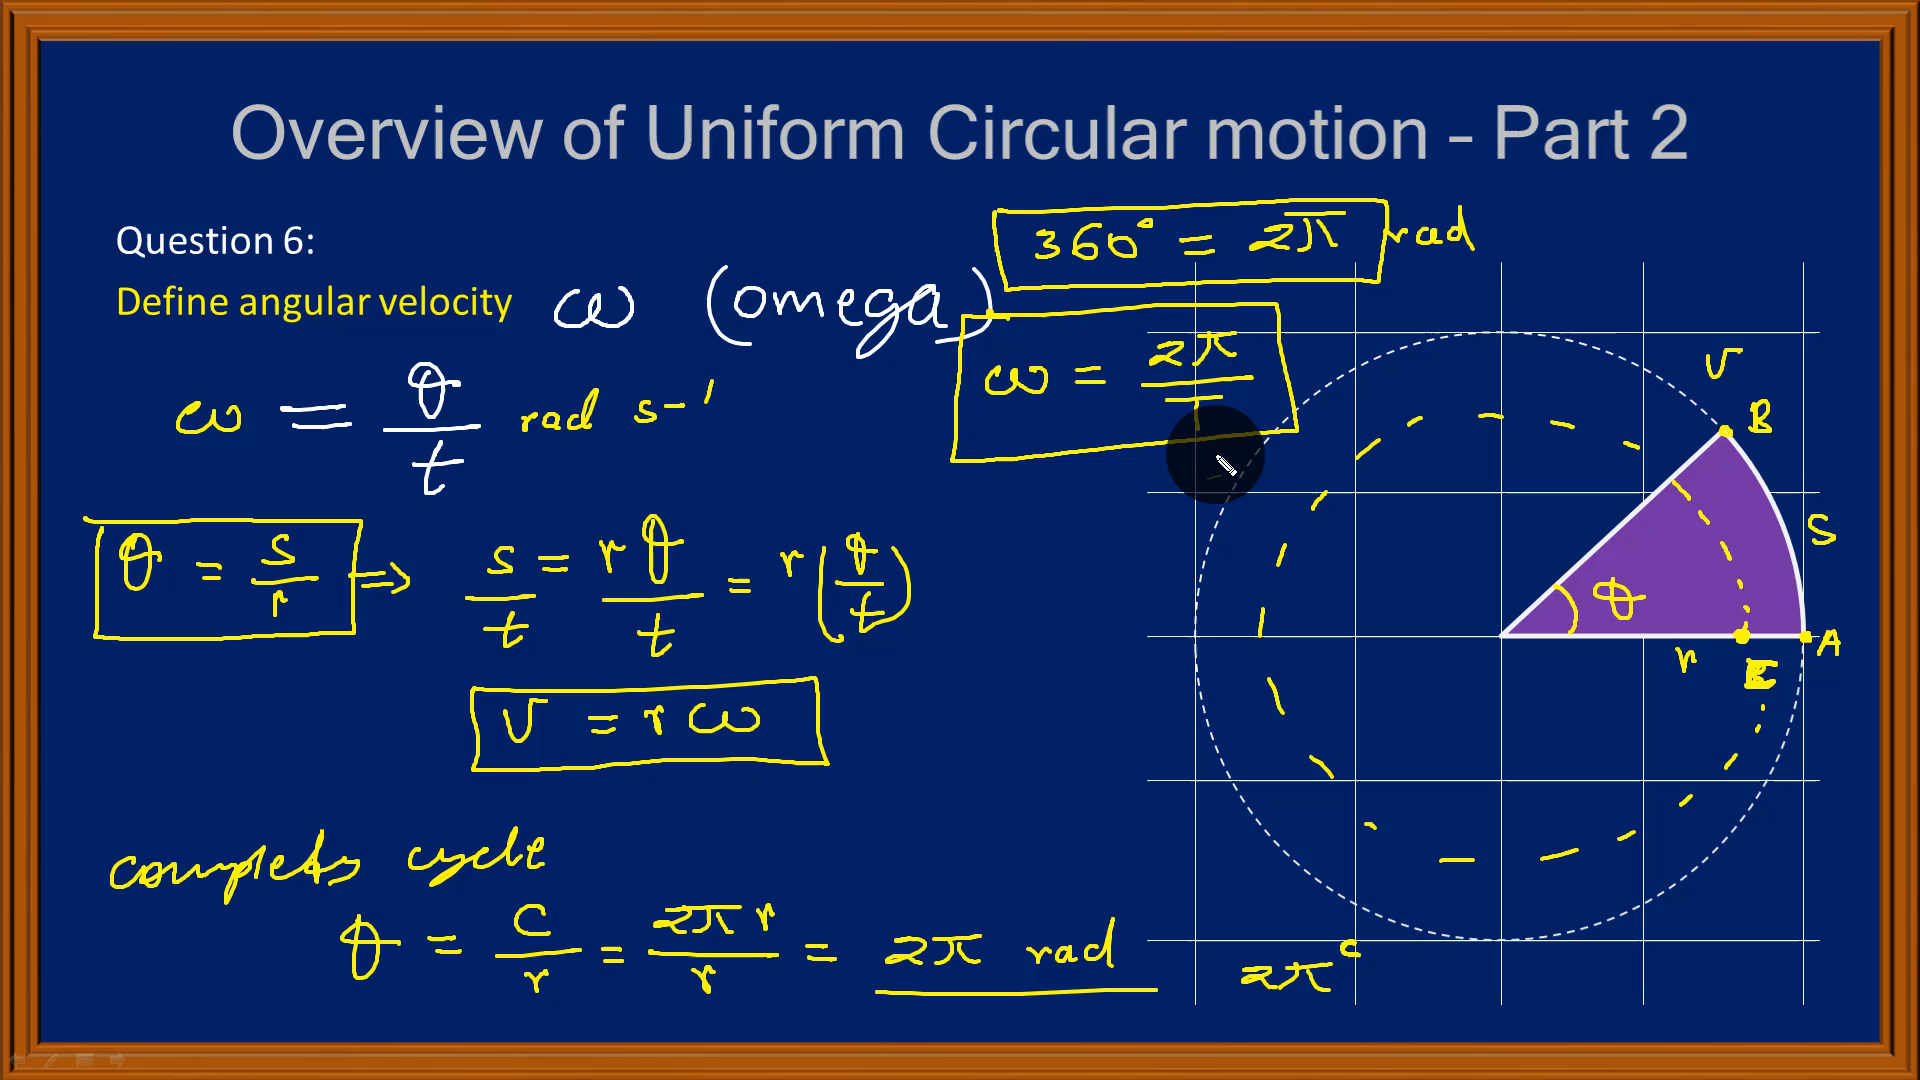 Overview of Uniform Circular motion - Part 2
Question 6:
360° = 2π rad
Define angular velocity ω (omega)
ω = 2π/T
ω = θ/t rad s-1
θ = s/r ⇒ s/t = rθ/t = r(θ/t)
v = rω
complete cycle
θ = C/r = 2πr/r = 2π rad
2πᶜ
v
B
S
θ
A
r
E